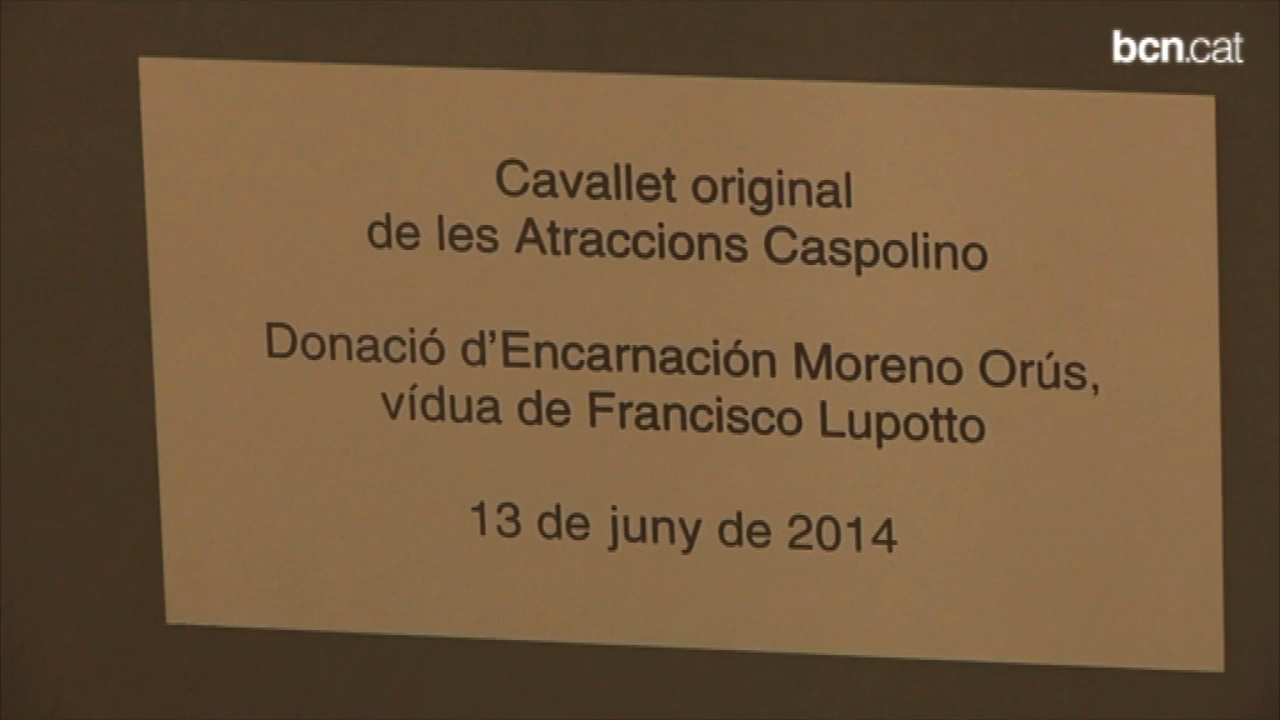 bcn.cat
Cavallet original
de les Atraccions Caspolino
Donació d'Encarnación Moreno Orús,
vídua de Francisco Lupotto
13 de juny de 2014